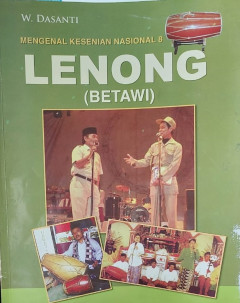 W. DASANTI
MENGENAL KESENIAN NASIONAL 8
LENONG
(BETAWI)